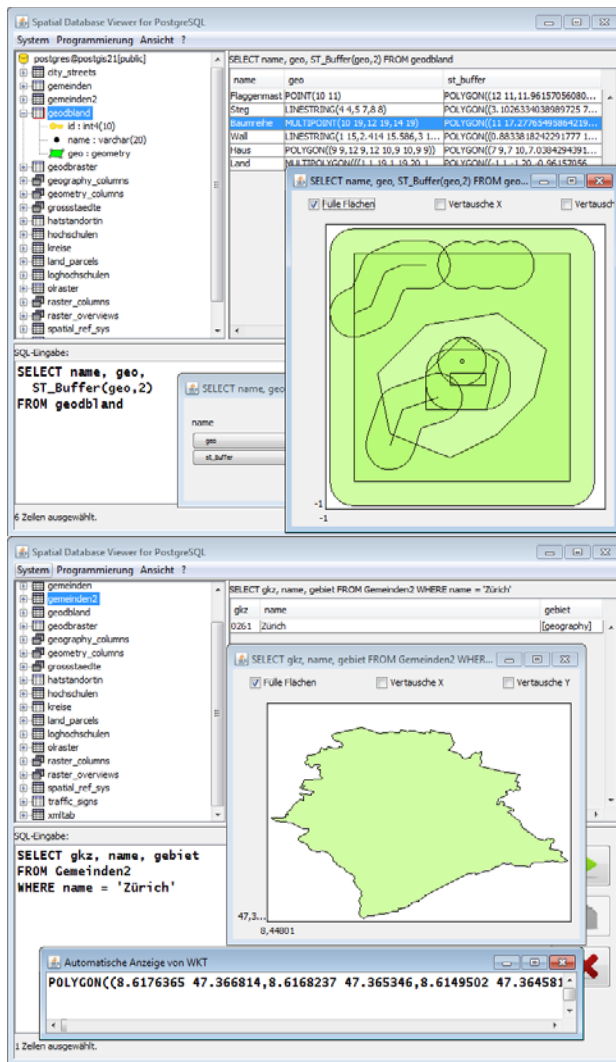 Spatial Database Viewer for PostgreSQL
System Programmierung Ansicht ?
postgres@postgis21[public]
city_streets
gemeinden
gemeinden2
geodbland
id : int4(10)
name : varchar(20)
geo : geometry
geodbraster
geography_columns
geometry_columns
grossstaedte
hatstandortin
hochschulen
kreise
land_parcels
loghochschulen
olraster
raster_columns
raster_overviews
spatial_ref_sys
SELECT name, geo, ST_Buffer(geo,2) FROM geodbland
name geo st_buffer
Flaggenmast POINT(10 11)
Steg LINESTRING(4 4,5 7,8 8)
Baumreihe MULTIPOINT(10 19,12 19,14 19)
Wall
Haus POLYGON((9 9,12 9,12 10,9 10,9 9))
Land
SELECT name, geo, ST_Buffer(geo,2) FROM geo...
Fülle Flächen Vertausche X
-1
-1
SQL-Eingabe:
SELECT name, geo,
ST_Buffer(geo,2)
FROM geodbland
SELECT name, geo
name
geo
st_buffer
6 Zeilen ausgewählt.
Spatial Database Viewer for PostgreSQL
System Programmierung Ansicht ?
gemeinden
gemeinden2
geodbland
geodbraster
geography_columns
geometry_columns
grossstaedte
hatstandortin
hochschulen
kreise
land_parcels
loghochschulen
olraster
raster_columns
raster_overviews
spatial_ref_sys
traffic_signs
xmltab
SELECT gkz, name, gebiet FROM Gemeinden2 WHERE name = 'Zürich'
gkz name gebiet
0261 Zürich [geography]
SELECT gkz, name, gebiet FROM Gemeinden2 WHER...
Fülle Flächen Vertausche X Vertausche Y
47,3...
8,44801
SQL-Eingabe:
SELECT gkz, name, gebiet
FROM Gemeinden2
WHERE name = 'Zürich'
Automatische Anzeige von WKT
POLYGON((8.6176365 47.366814,8.6168237 47.365346,8.6149502 47.364581
1 Zeilen ausgewählt.